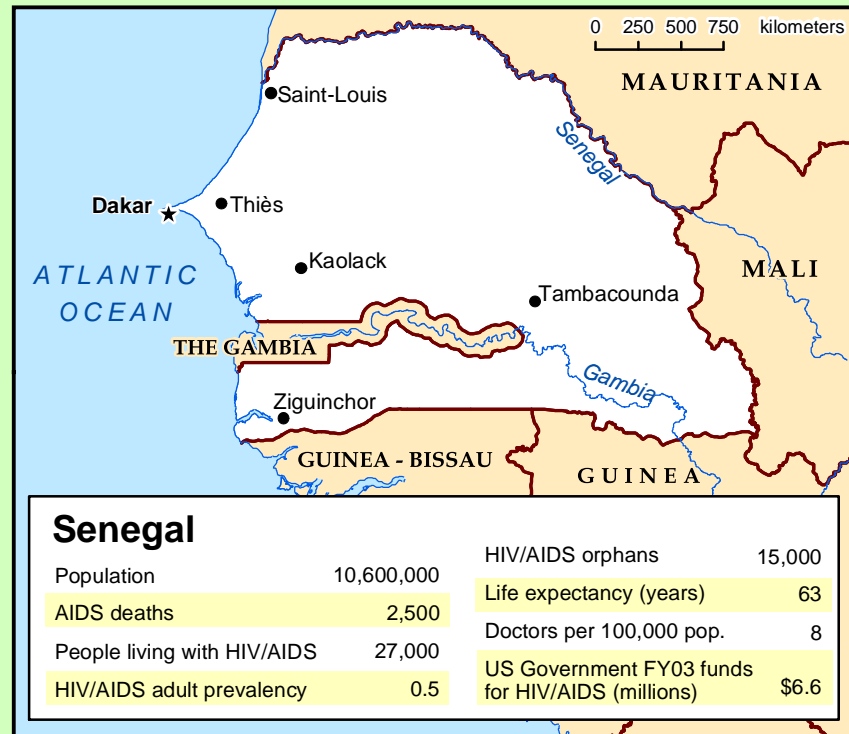 0 250 500 750 kilometers
MAURITANIA
Saint-Louis
Senegal
Dakar
Thiès
Kaolack
MALI
ATLANTIC
OCEAN
Tambacounda
THE GAMBIA
Gambia
Ziguinchor
GUINEA - BISSAU
GUINEA
Senegal
Population 10,600,000
AIDS deaths 2,500
People living with HIV/AIDS 27,000
HIV/AIDS adult prevalency 0.5
HIV/AIDS orphans 15,000
Life expectancy (years) 63
Doctors per 100,000 pop. 8
US Government FY03 funds
for HIV/AIDS (millions) $6.6